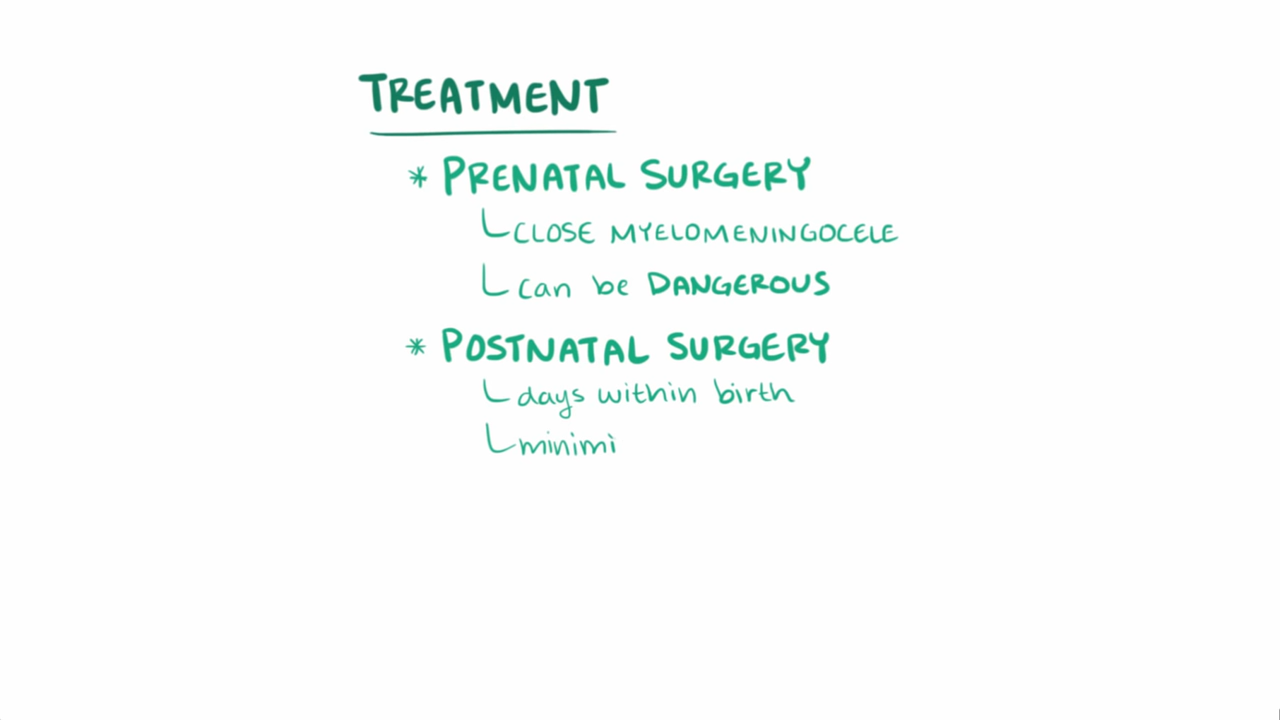 TREATMENT
* PRENATAL SURGERY
CLOSE MYELOMENINGOCELE
can be DANGEROUS
* POSTNATAL SURGERY
days within birth
minimi